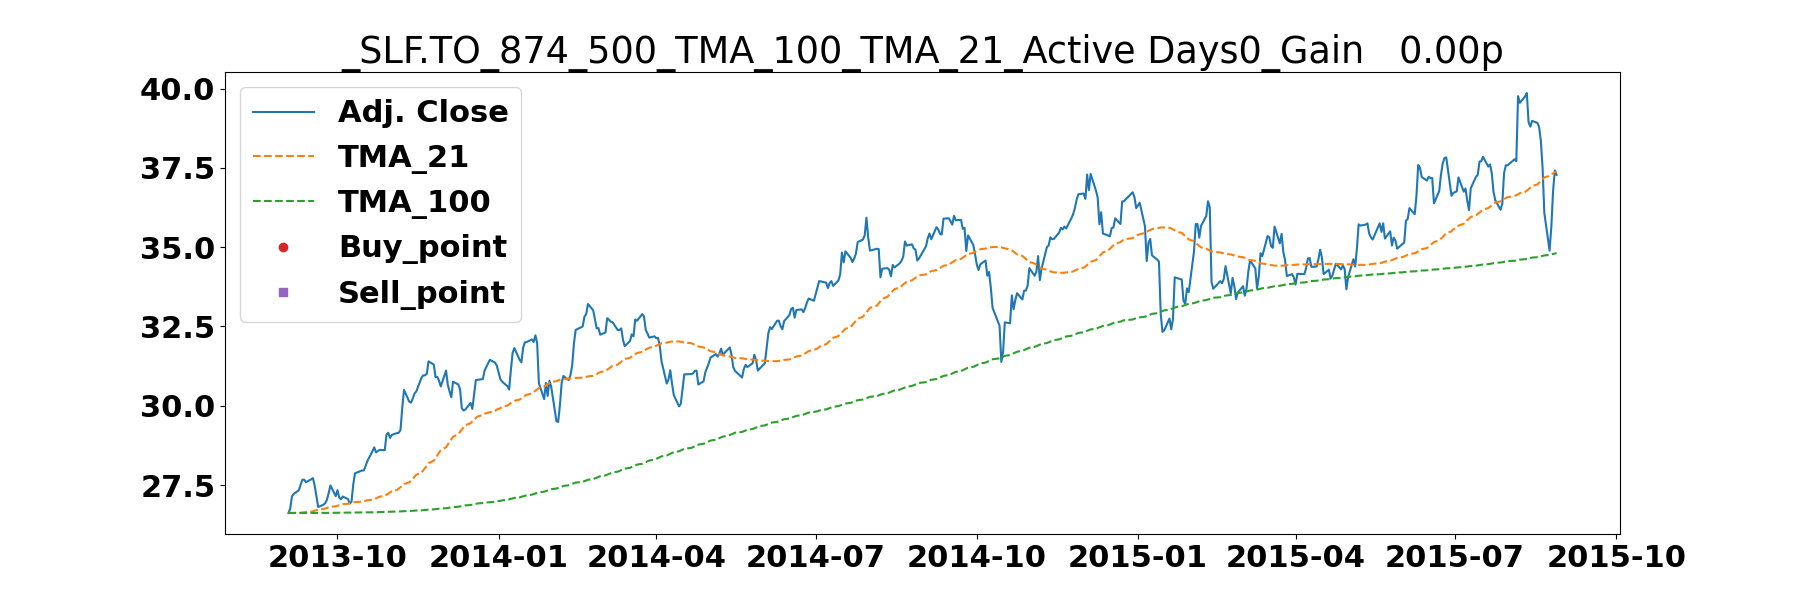 _SLF.TO_874_500_TMA_100_TMA_21_Active Days0_Gain   0.00p
40.0
37.5
35.0
32.5
30.0
27.5
Adj. Close
TMA_21
TMA_100
Buy_point
Sell_point
2013-10 2014-01 2014-04 2014-07 2014-10 2015-01 2015-04 2015-07 2015-10